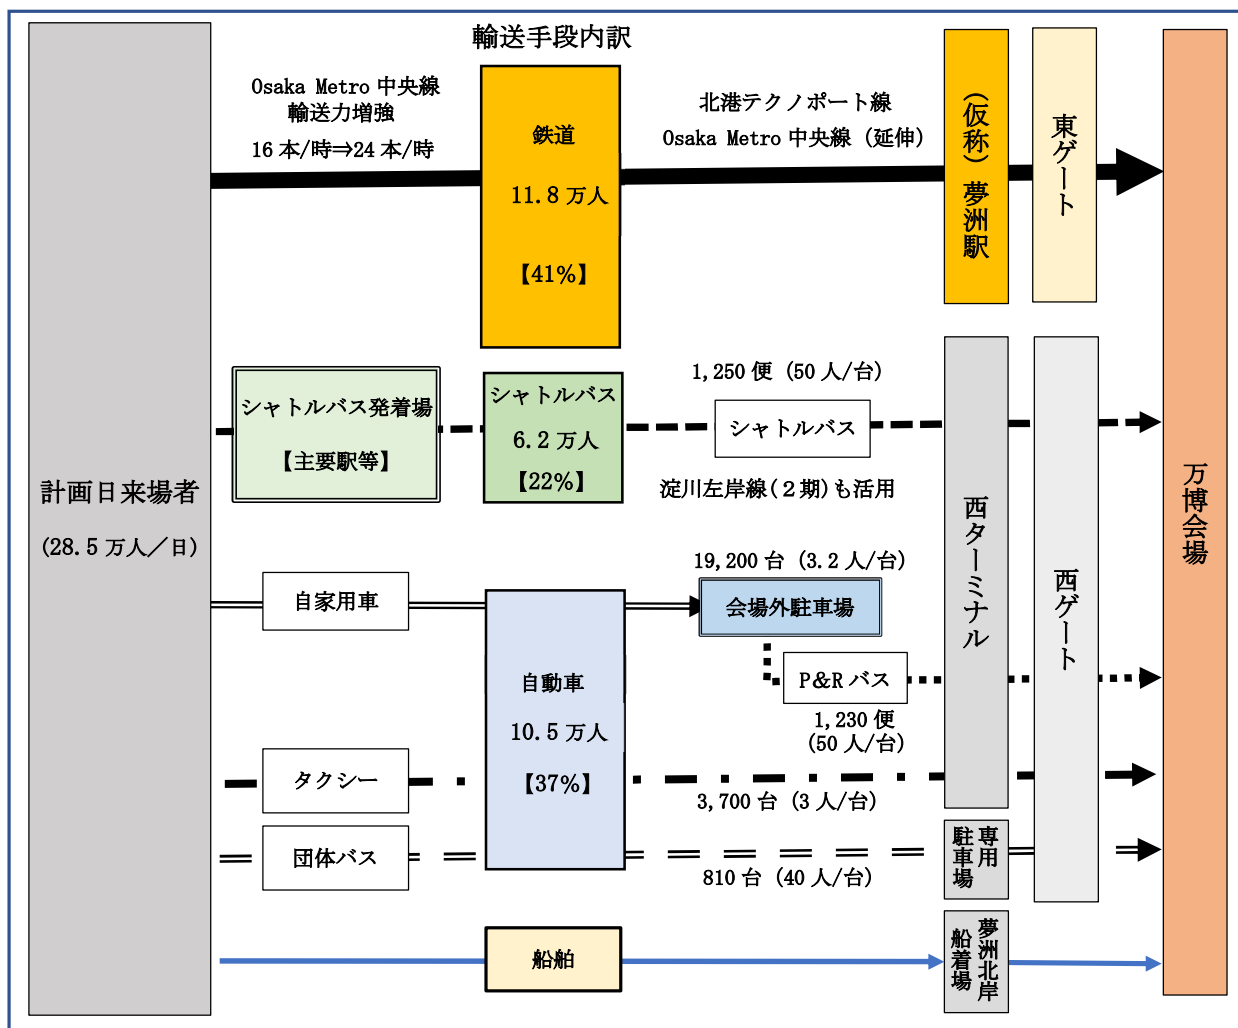 輸送手段内訳
計画日来場者
(28.5 万人／日)
Osaka Metro 中央線
輸送力増強
16 本/時⇒24 本/時
鉄道
11.8 万人
【41%】
北港テクノポート線
Osaka Metro 中央線（延伸）
（仮称）夢洲駅
東ゲート
万博会場
シャトルバス発着場
【主要駅等】
シャトルバス
6.2 万人
【22%】
1,250 便（50 人/台）
シャトルバス
淀川左岸線(２期)も活用
西ターミナル
西ゲート
自家用車
自動車
10.5 万人
【37%】
19,200 台（3.2 人/台）
会場外駐車場
P&R バス
1,230 便
(50 人/台)
タクシー
3,700 台（3 人/台）
団体バス
810 台（40 人/台）
専用
駐車場
船舶
夢洲北岸
船着場